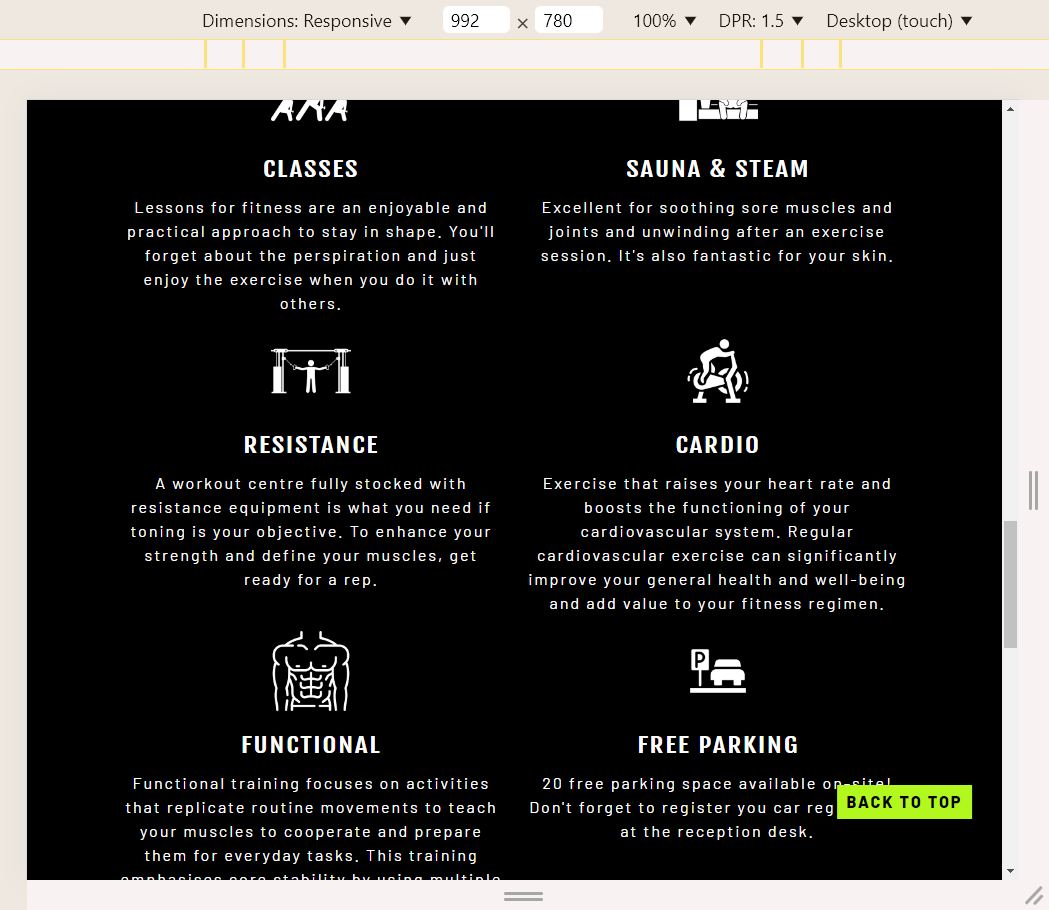 Dimensions: Responsive ▼ 992 × 780 100% ▼ DPR: 1.5 ▼ Desktop (touch) ▼
CLASSES
Lessons for fitness are an enjoyable and
practical approach to stay in shape. You'll
forget about the perspiration and just
enjoy the exercise when you do it with
others.
SAUNA & STEAM
Excellent for soothing sore muscles and
joints and unwinding after an exercise
session. It's also fantastic for your skin.
RESISTANCE
A workout centre fully stocked with
resistance equipment is what you need if
toning is your objective. To enhance your
strength and define your muscles, get
ready for a rep.
CARDIO
Exercise that raises your heart rate and
boosts the functioning of your
cardiovascular system. Regular
cardiovascular exercise can significantly
improve your general health and well-being
and add value to your fitness regimen.
FUNCTIONAL
Functional training focuses on activities
that replicate routine movements to teach
your muscles to cooperate and prepare
them for everyday tasks. This training
emphasises core stability by using multiple
P
FREE PARKING
20 free parking space available on-site!
Don't forget to register you car reg
at the reception desk.
BACK TO TOP